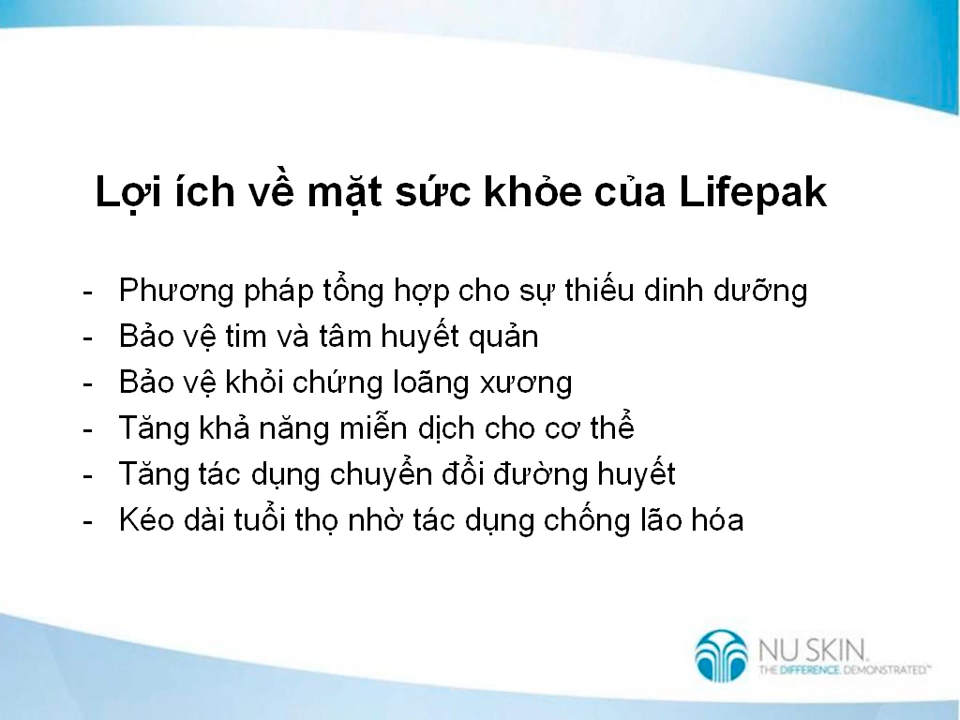 Lợi ích về mặt sức khỏe của Lifepak
- Phương pháp tổng hợp cho sự thiếu dinh dưỡng
- Bảo vệ tim và tâm huyết quản
- Bảo vệ khỏi chứng loãng xương
- Tăng khả năng miễn dịch cho cơ thể
- Tăng tác dụng chuyển đổi đường huyết
- Kéo dài tuổi thọ nhờ tác dụng chống lão hóa
NU SKIN.
THE DIFFERENCE. DEMONSTRATED.™